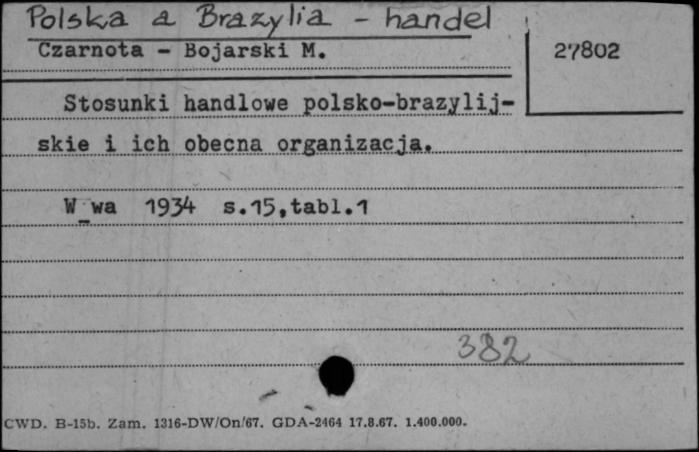 Polska a Brazylia - handel
Czarnota - Bojarski M.
27802
Stosunki handlowe polsko-brazylij-
skie i ich obecna organizacja.
W_wa 1934 s.15,tabl.1
382
CWD. B-15b. Zam. 1316-DW/On/67. GDA-2464 17.8.67. 1.400.000.